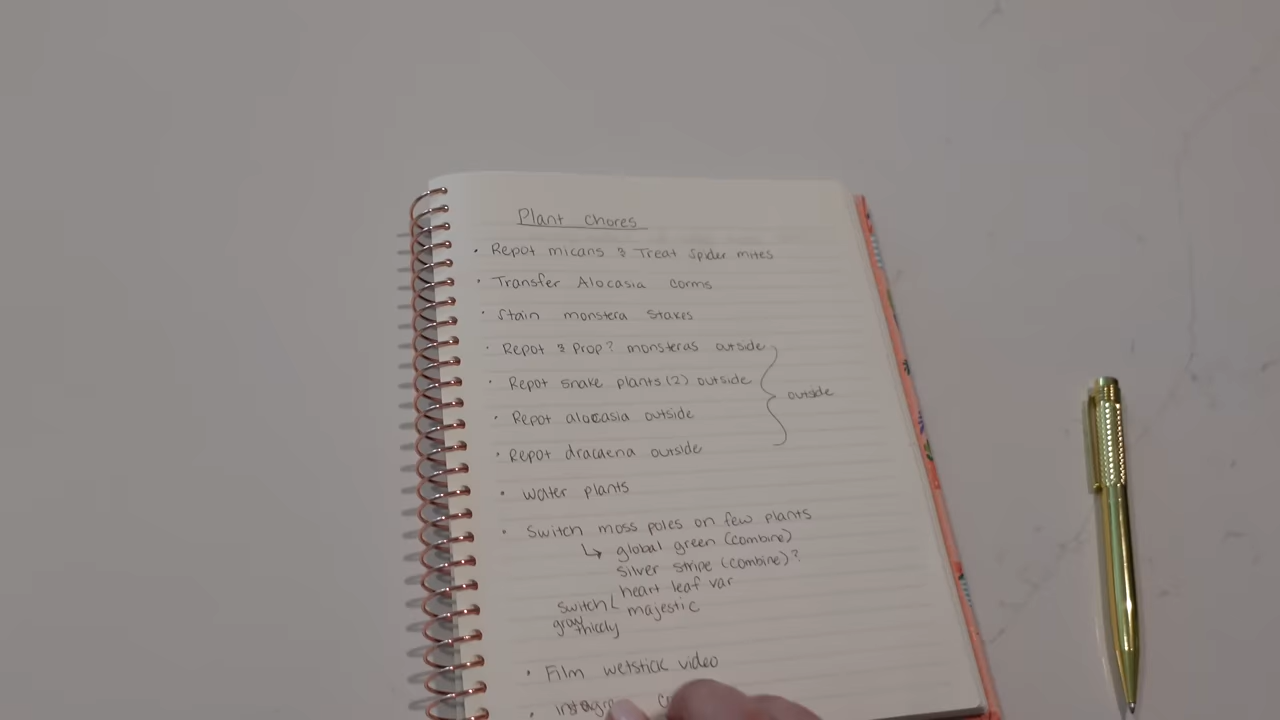 Plant Chores
• Repot micans & Treat spider mites
• Transfer Alocasia corms
• Stain monstera stakes
• Repot & Prop? monsteras outside
• Repot snake plants (2) outside
outside
• Repot alocasia outside
• Repot dracaena outside
• water plants
• Switch moss poles on few plants
↳ global green (combine)
silver stripe (combine)?
heart leaf var
switch majestic
grow thickly
• Film wetstick video